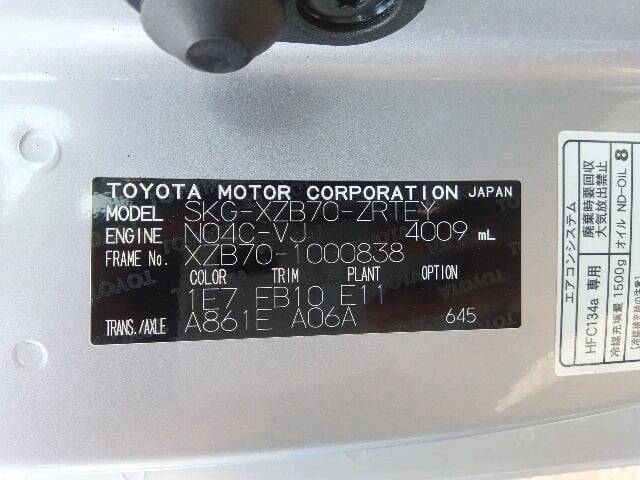 TOYOTA MOTOR CORPORATION JAPAN
MODEL SKG-XZB70-ZRTEY
ENGINE N04C-VJ 4009 mL
FRAME No. XZB70-1000838
COLOR TRIM PLANT OPTION
1E7 FB10 E11
TRANS./AXLE A861E A06A 645
エアコンシステム
廃棄時要回収
大気放出禁止
HFC134a 専用
冷媒充填量 1500g
オイル ND-OIL 8